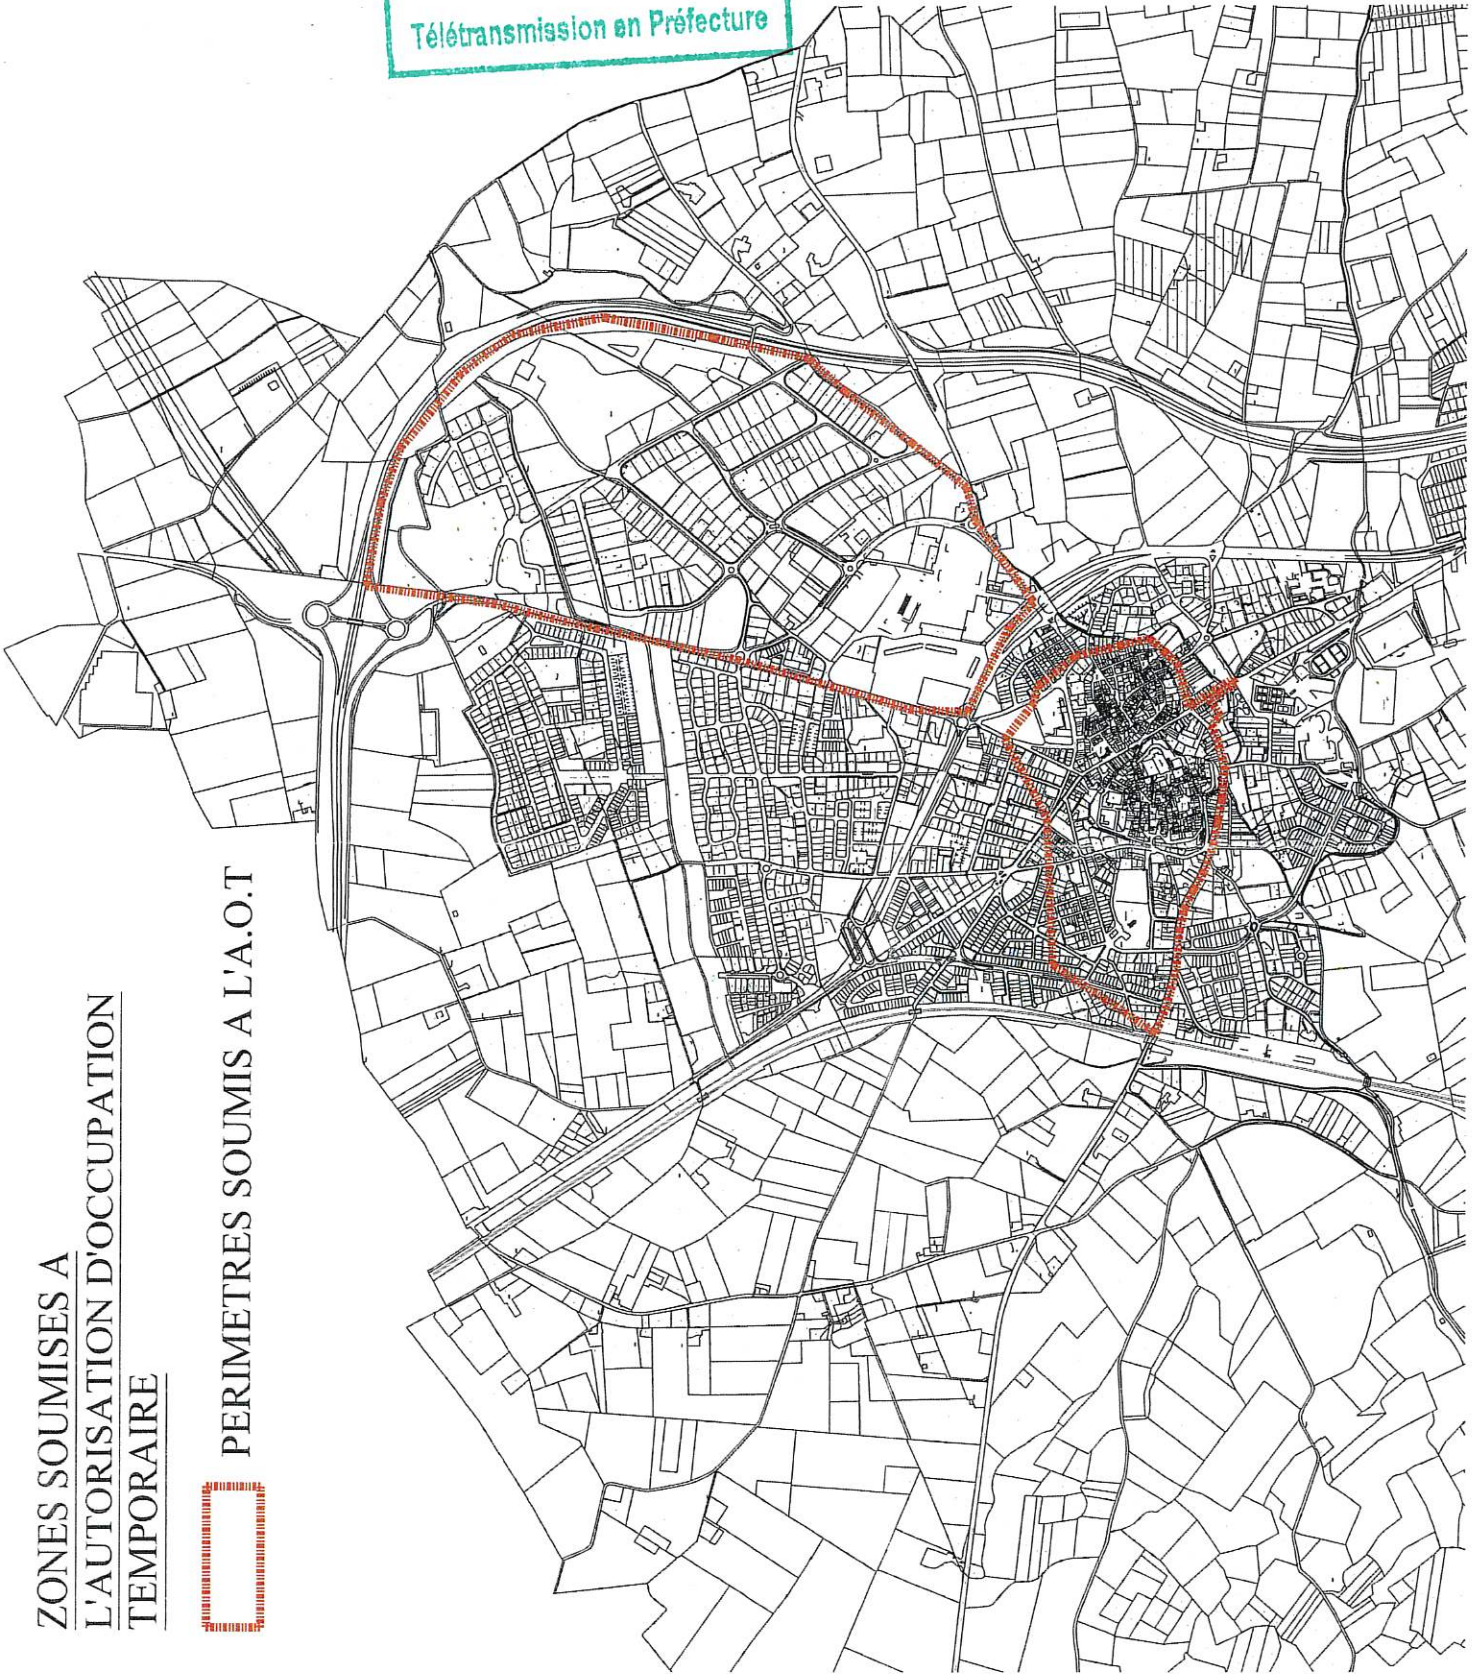 Télétransmission en Préfecture
ZONES SOUMISES A
L'AUTORISATION D'OCCUPATION
TEMPORAIRE
PERIMETRES SOUMIS A L'A.O.T